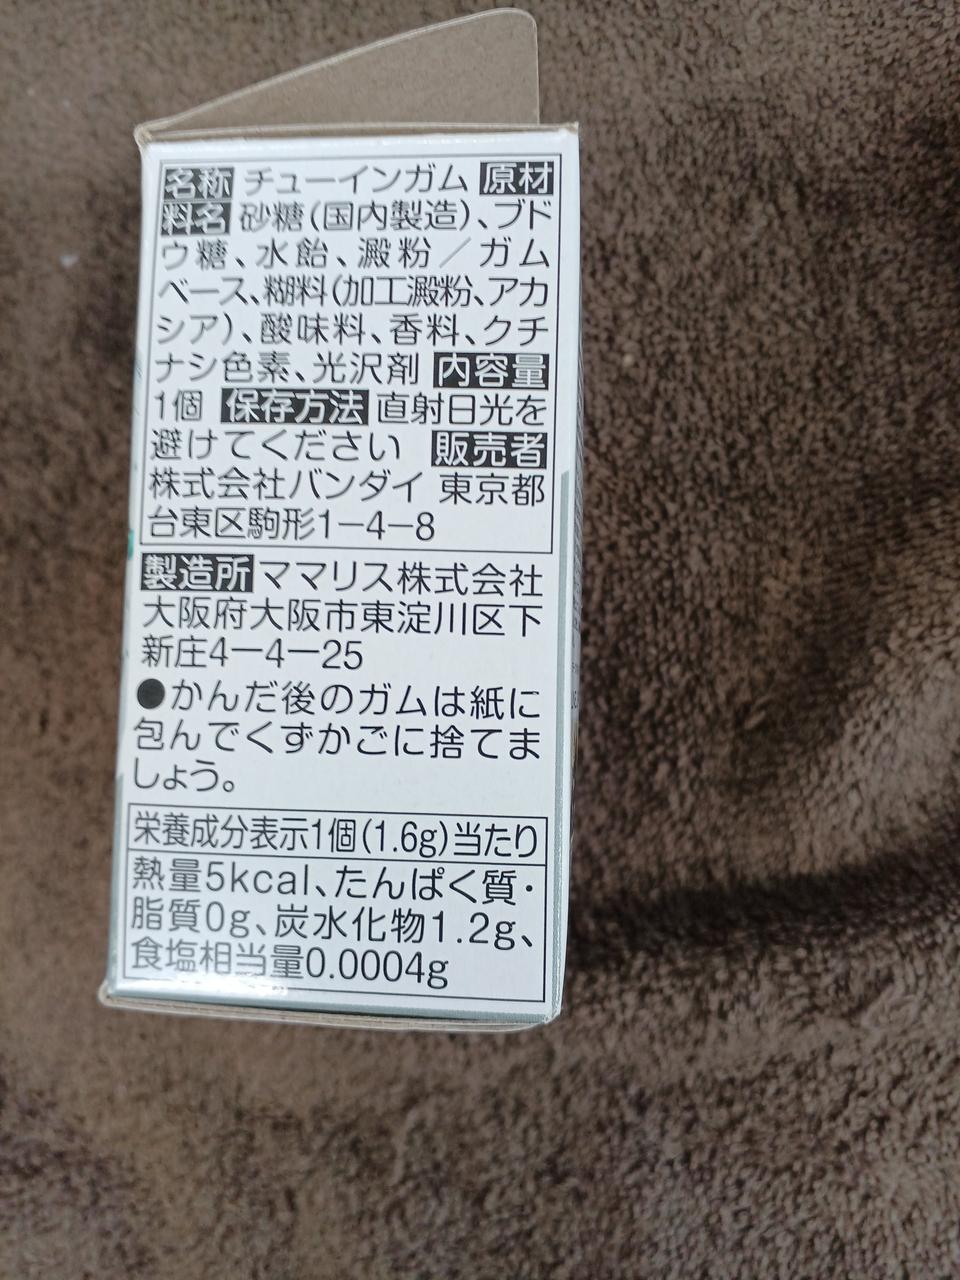 名称 チューインガム 原材
料名 砂糖(国内製造)、ブド
ウ糖、水飴、澱粉／ガム
ベース、糊料(加工澱粉、アカ
シア)、酸味料、香料、クチ
ナシ色素、光沢剤 内容量
1個 保存方法 直射日光を
避けてください 販売者
株式会社バンダイ 東京都
台東区駒形1-4-8
製造所 ママリス株式会社
大阪府大阪市東淀川区下
新庄4-4-25
●かんだ後のガムは紙に
包んでくずかごに捨てま
しょう。
栄養成分表示1個(1.6g)当たり
熱量5kcal、たんぱく質・
脂質0g、炭水化物1.2g、
食塩相当量0.0004g